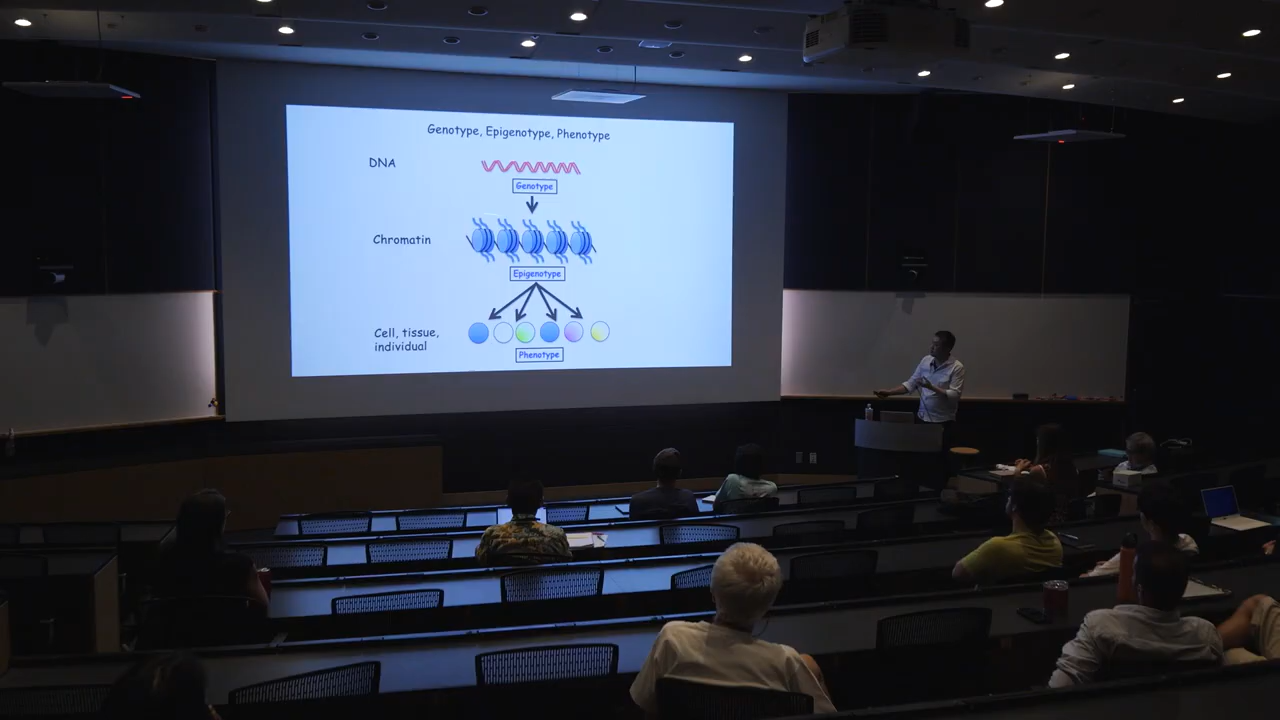 Genotype, Epigenotype, Phenotype
DNA
Genotype
Chromatin
Epigenotype
Cell, tissue,
individual
Phenotype